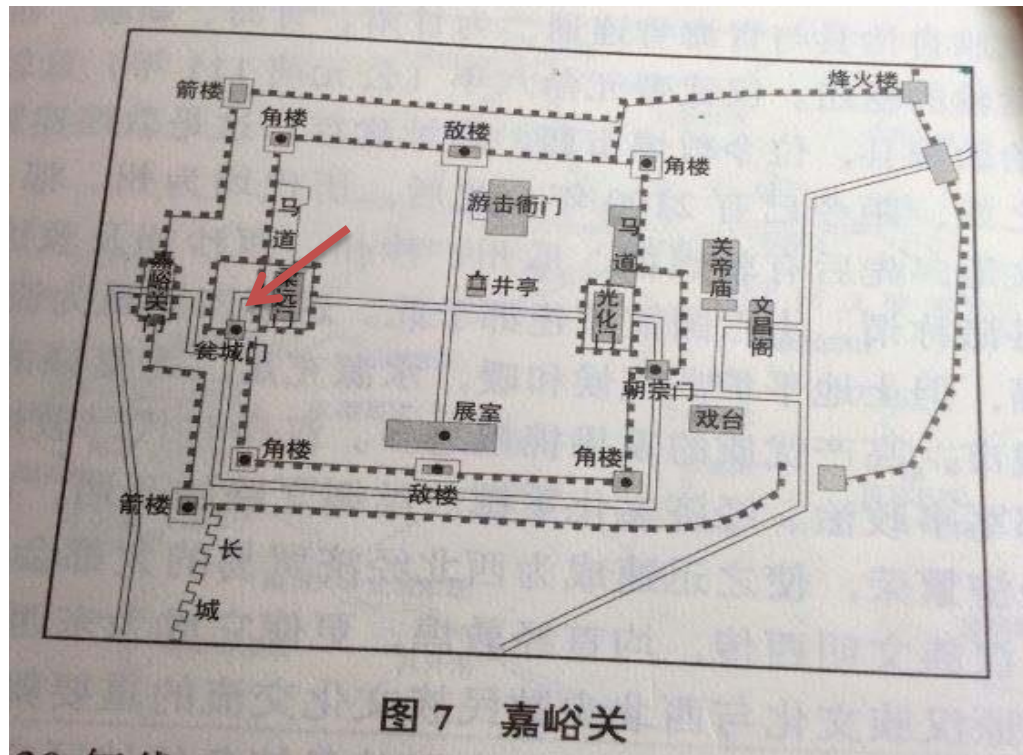 箭楼
烽火楼
角楼
敌楼
角楼
马道
游击衙门
马道
关帝庙
嘉峪关门
柔远门
井亭
光化门
文昌阁
瓮城门
朝崇门
展室
戏台
角楼
角楼
敌楼
箭楼
长城
图7 嘉峪关